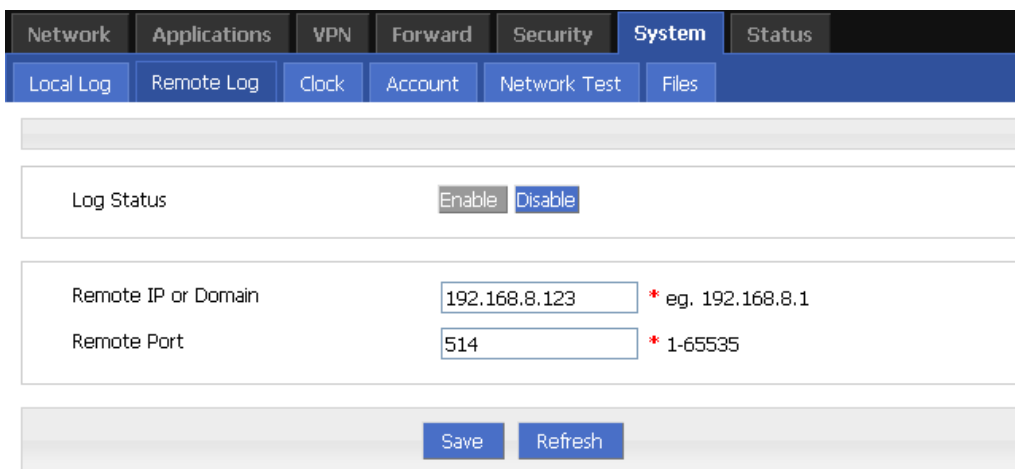 Network Applications VPN Forward Security System Status
Local Log Remote Log Clock Account Network Test Files
Log Status Enable Disable
Remote IP or Domain 192.168.8.123 * eg. 192.168.8.1
Remote Port 514 * 1-65535
Save Refresh